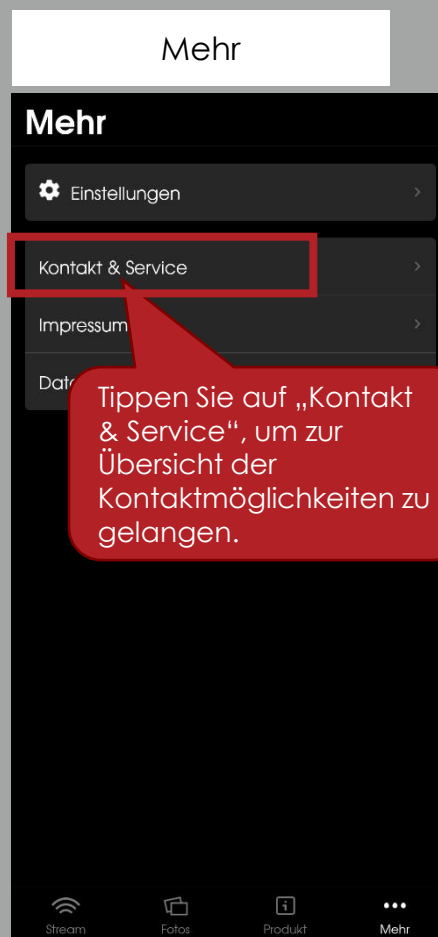 Mehr
Mehr
Einstellungen
Kontakt & Service
Impressum
Tippen Sie auf „Kontakt
& Service“, um zur
Übersicht der
Kontaktmöglichkeiten zu
gelangen.
Stream
Fotos
Produkt
Mehr